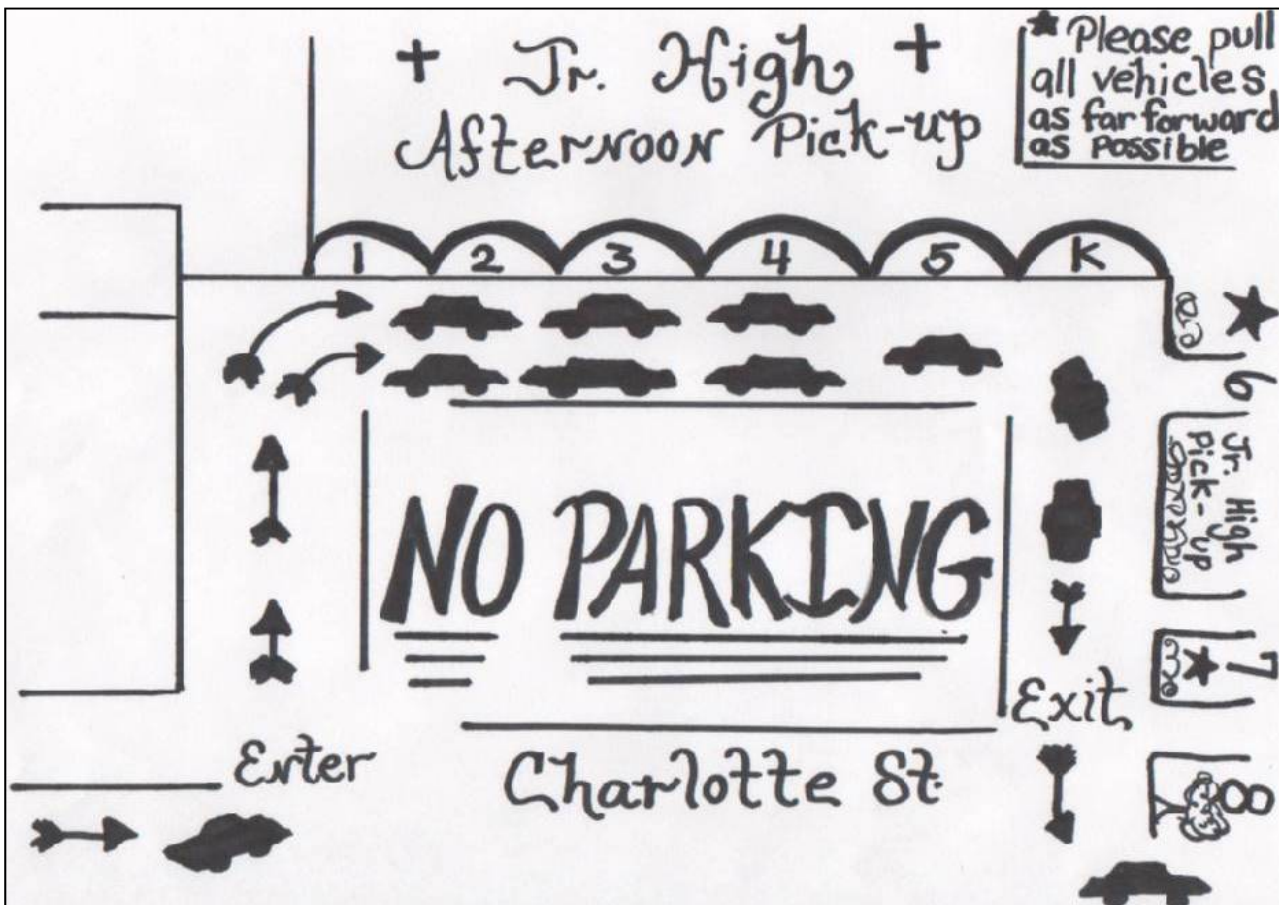 + Jr. High +
Afternoon Pick-up
★ Please pull
all vehicles
as far forward
as possible
1 2 3 4 5 K
6
Jr. High
Pick-up
7
8
NO PARKING
Exit
Enter
Charlotte St.